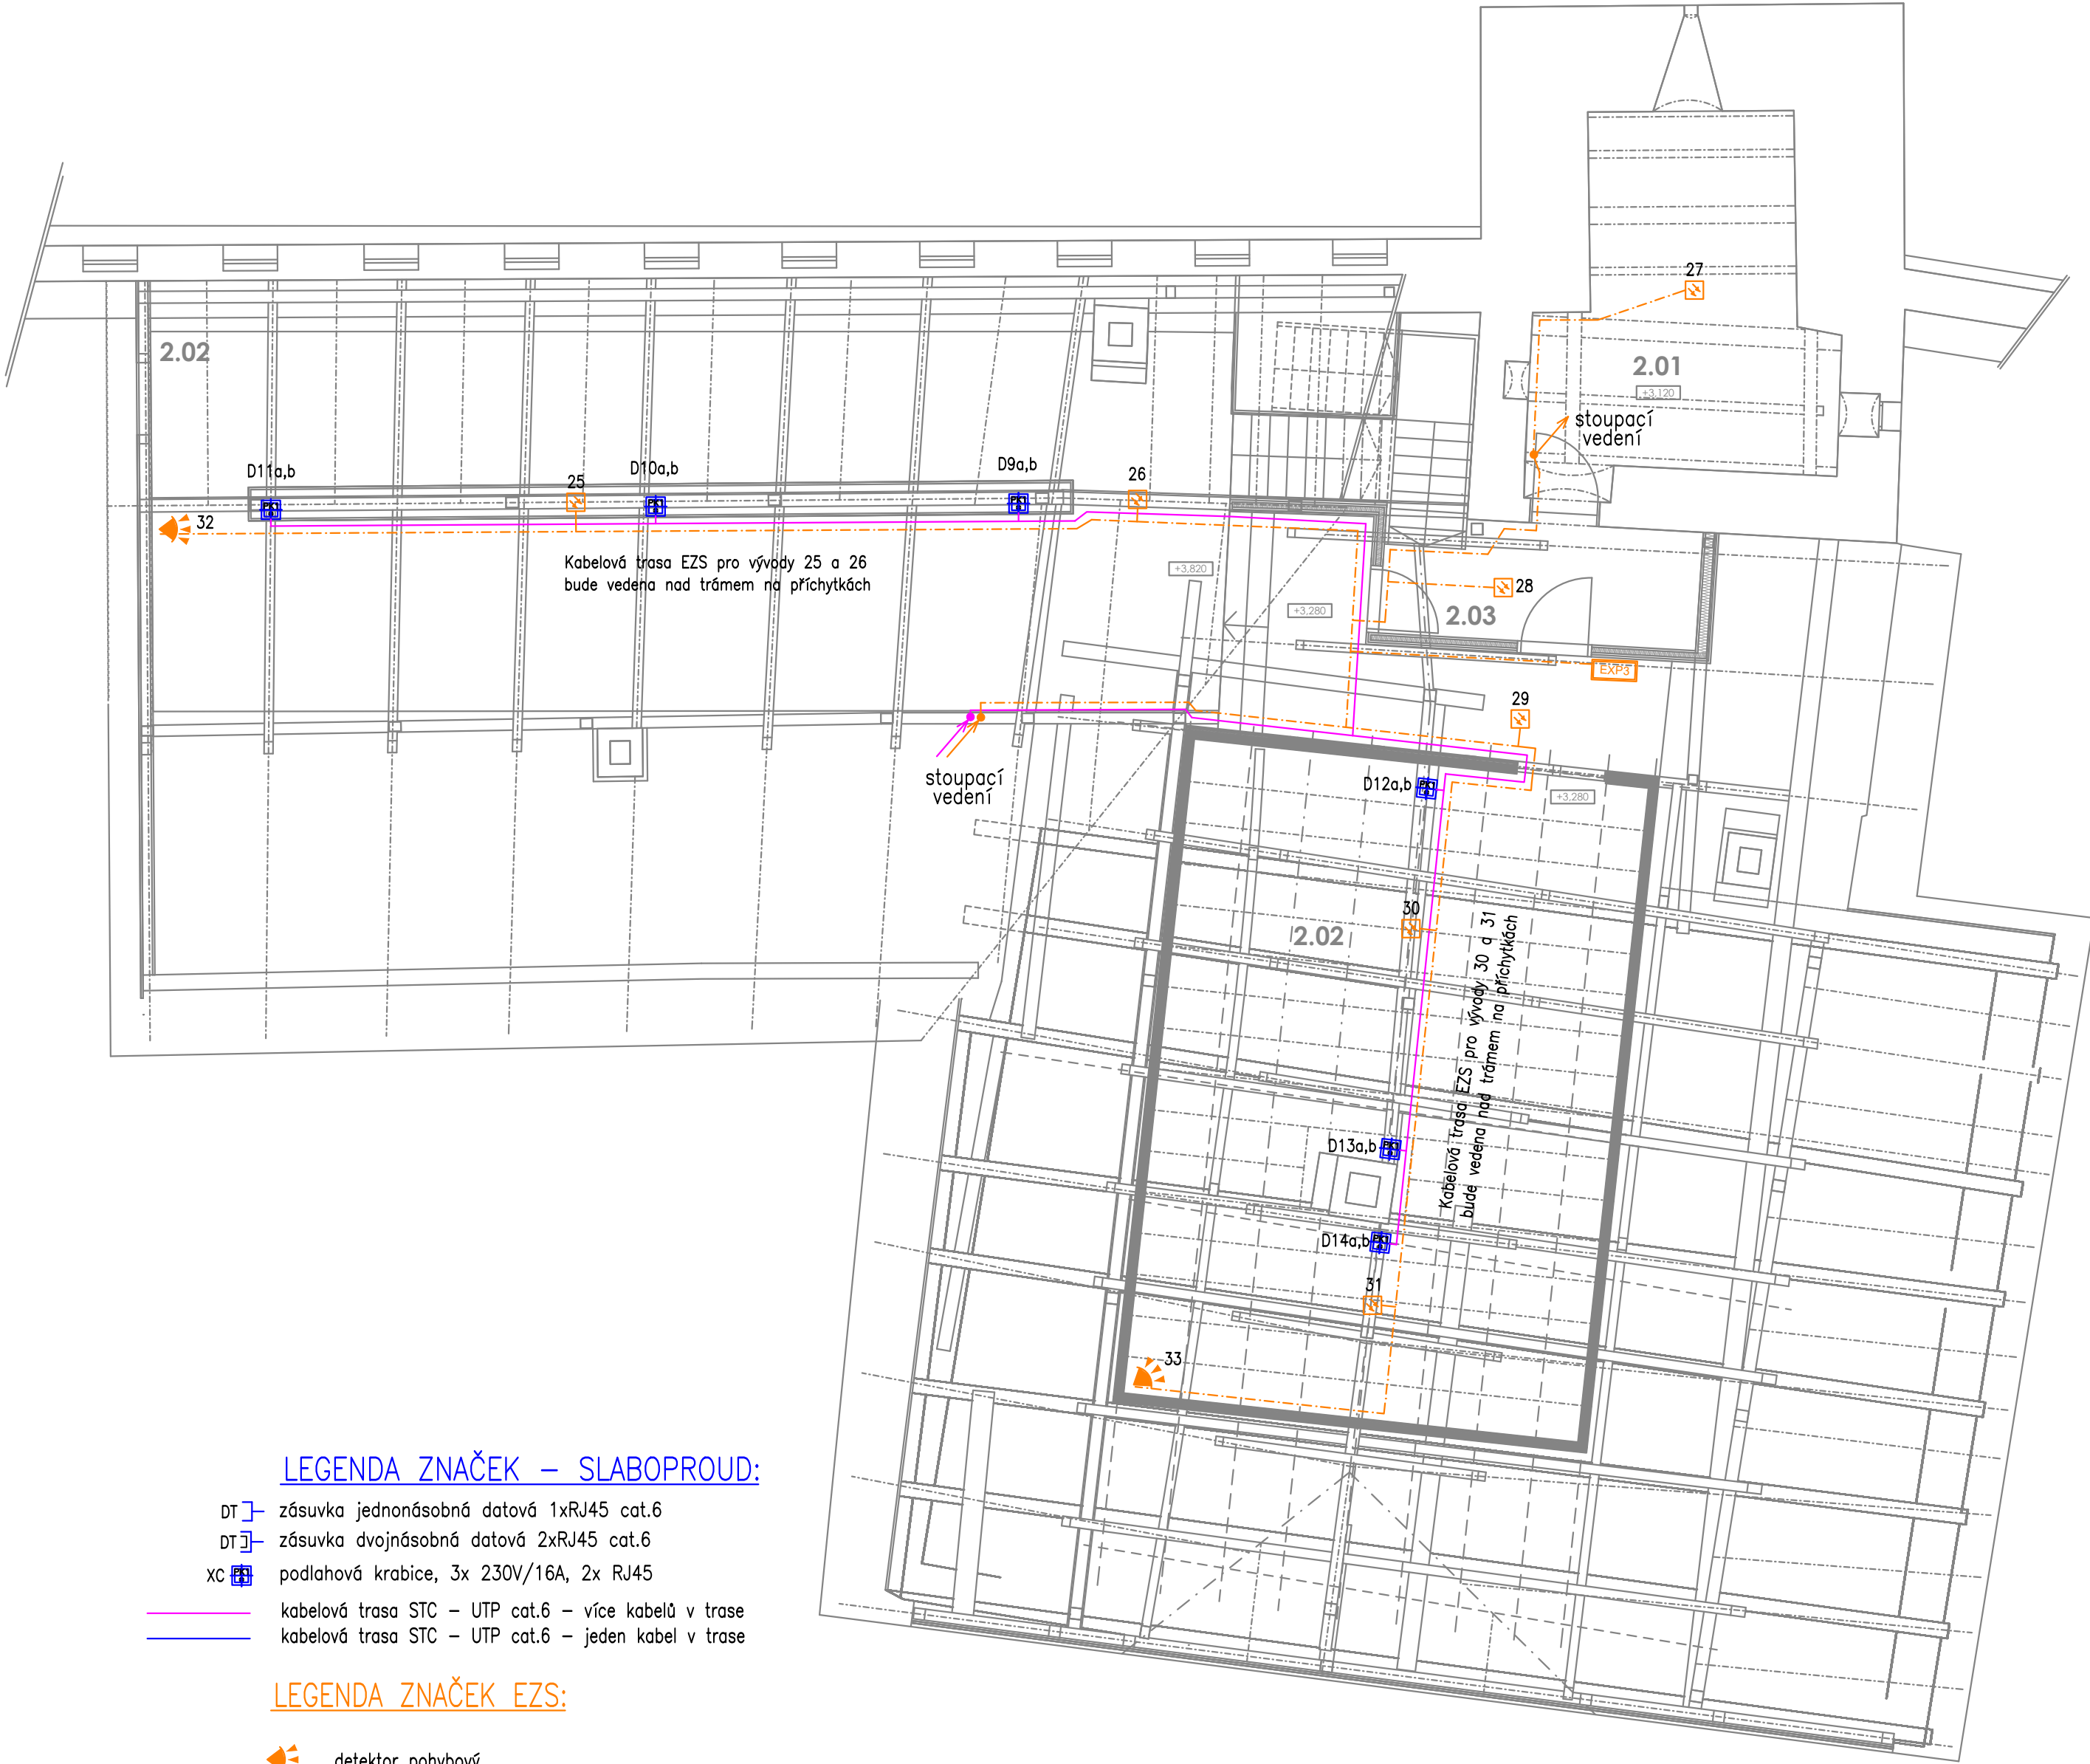 27
2.02
2.01
+3,120
stoupací
vedení
D11a,b
25
D10a,b
D9a,b
26
32
Kabelová trasa EZS pro vývody 25 a 26
bude vedena nad trámem na příchytkách
+3,820
+3,280
28
2.03
EXP3
29
stoupací
vedení
D12a,b
+3,280
30
2.02
Kabelová trasa EZS pro vývody 30 a 31
bude vedena nad trámem na příchytkách
D13a,b
D14a,b
31
33
LEGENDA ZNAČEK – SLABOPROUD:
DT zásuvka jednonásobná datová 1xRJ45 cat.6
DT zásuvka dvojnásobná datová 2xRJ45 cat.6
XC podlahová krabice, 3x 230V/16A, 2x RJ45
kabelová trasa STC – UTP cat.6 – více kabelů v trase
kabelová trasa STC – UTP cat.6 – jeden kabel v trase
LEGENDA ZNAČEK EZS:
detektor pohybový